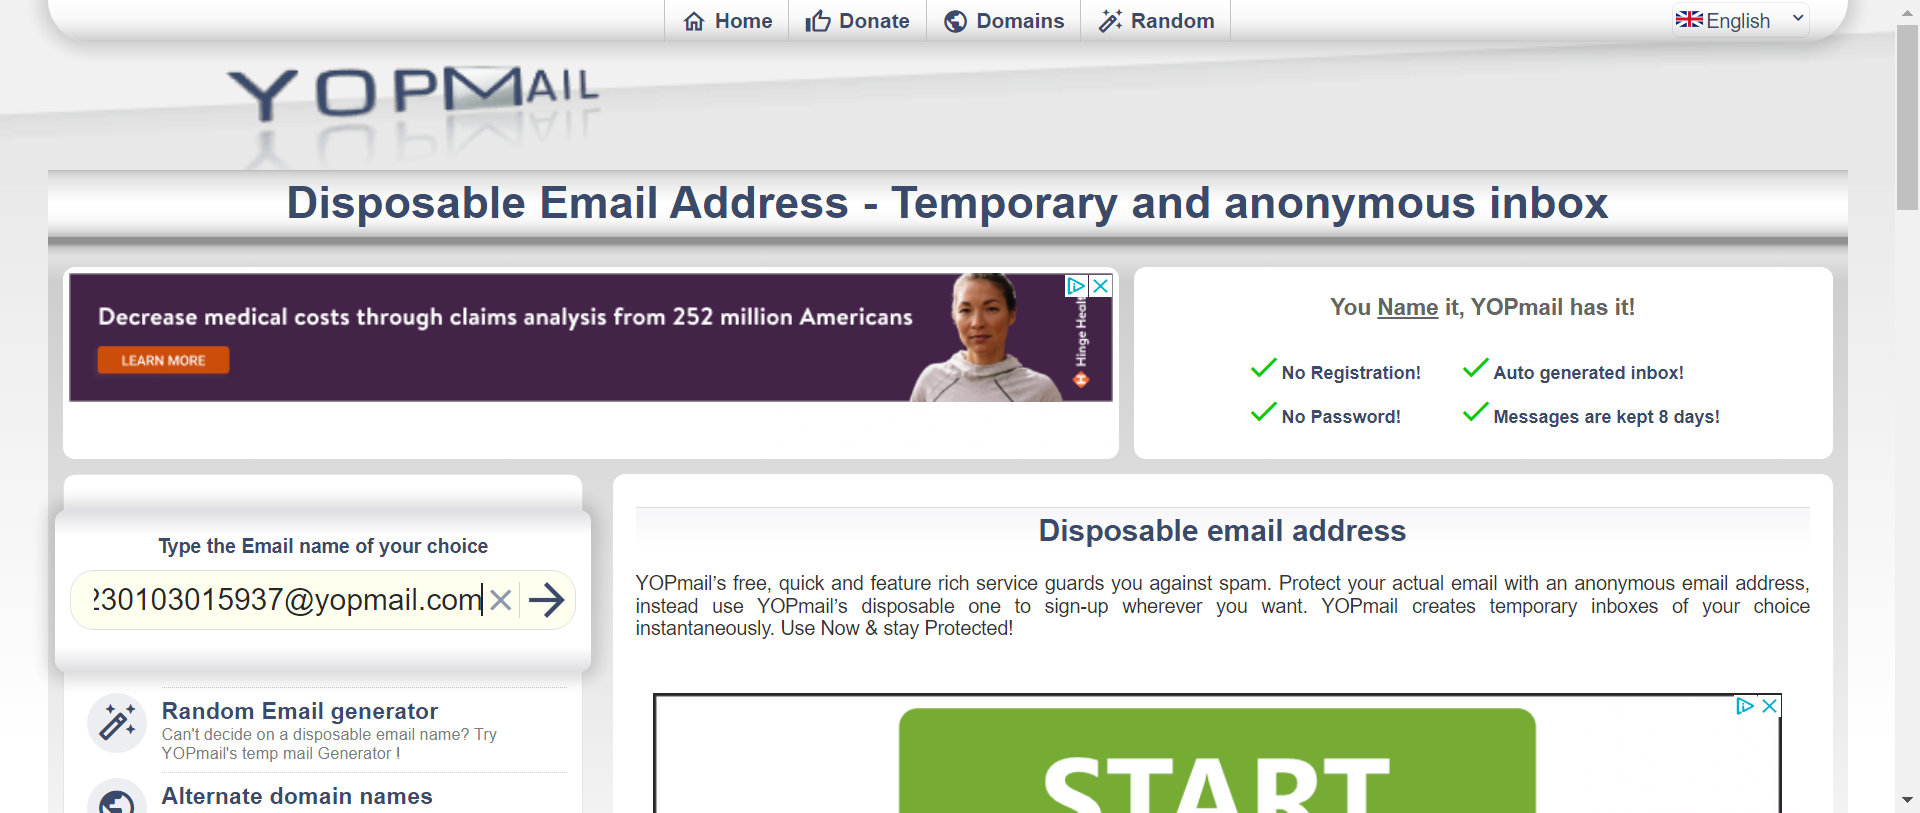 Home
Donate
Domains
Random
English
YOPMAIL
Disposable Email Address - Temporary and anonymous inbox
Decrease medical costs through claims analysis from 252 million Americans
LEARN MORE
Hinge Health
You Name it, YOPmail has it!
No Registration!
Auto generated inbox!
No Password!
Messages are kept 8 days!
Type the Email name of your choice
230103015937@yopmail.com
Disposable email address
YOPmail's free, quick and feature rich service guards you against spam. Protect your actual email with an anonymous email address,
instead use YOPmail's disposable one to sign-up wherever you want. YOPmail creates temporary inboxes of your choice
instantaneously. Use Now & stay Protected!
Random Email generator
Can't decide on a disposable email name? Try
YOPmail's temp mail Generator !
Alternate domain names
START